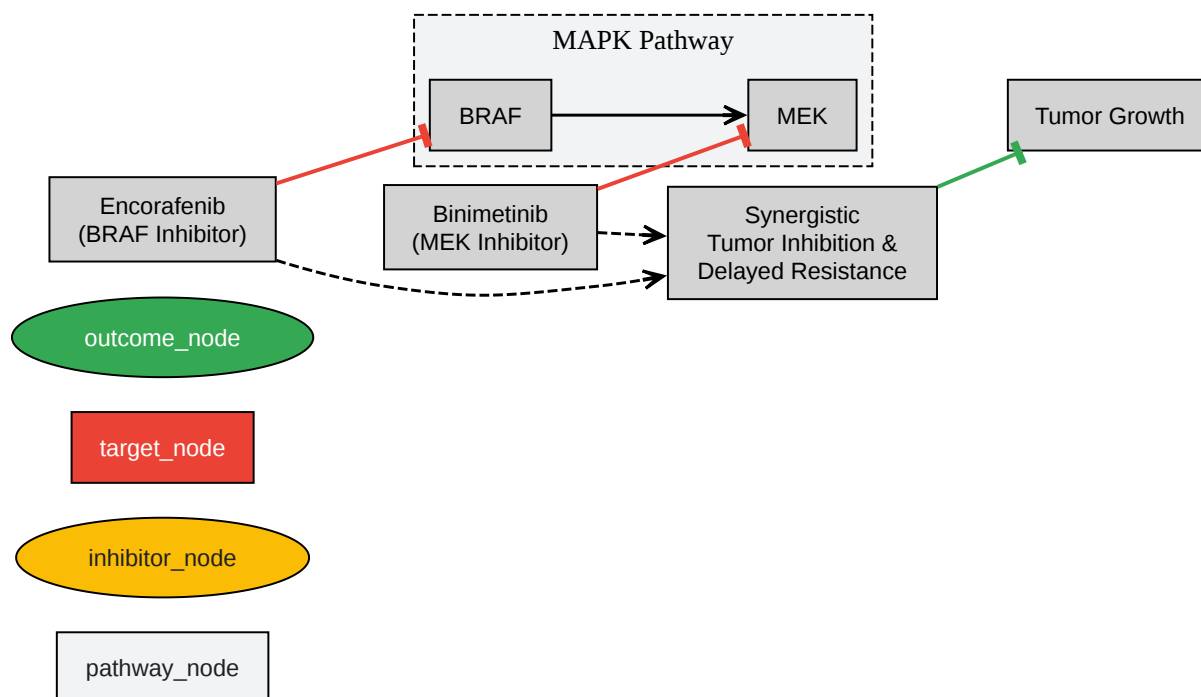 MAPK Pathway
BRAF
MEK
Tumor Growth
Encorafenib
(BRAF Inhibitor)
Binimetinib
(MEK Inhibitor)
Synergistic
Tumor Inhibition &
Delayed Resistance
outcome_node
target_node
inhibitor_node
pathway_node